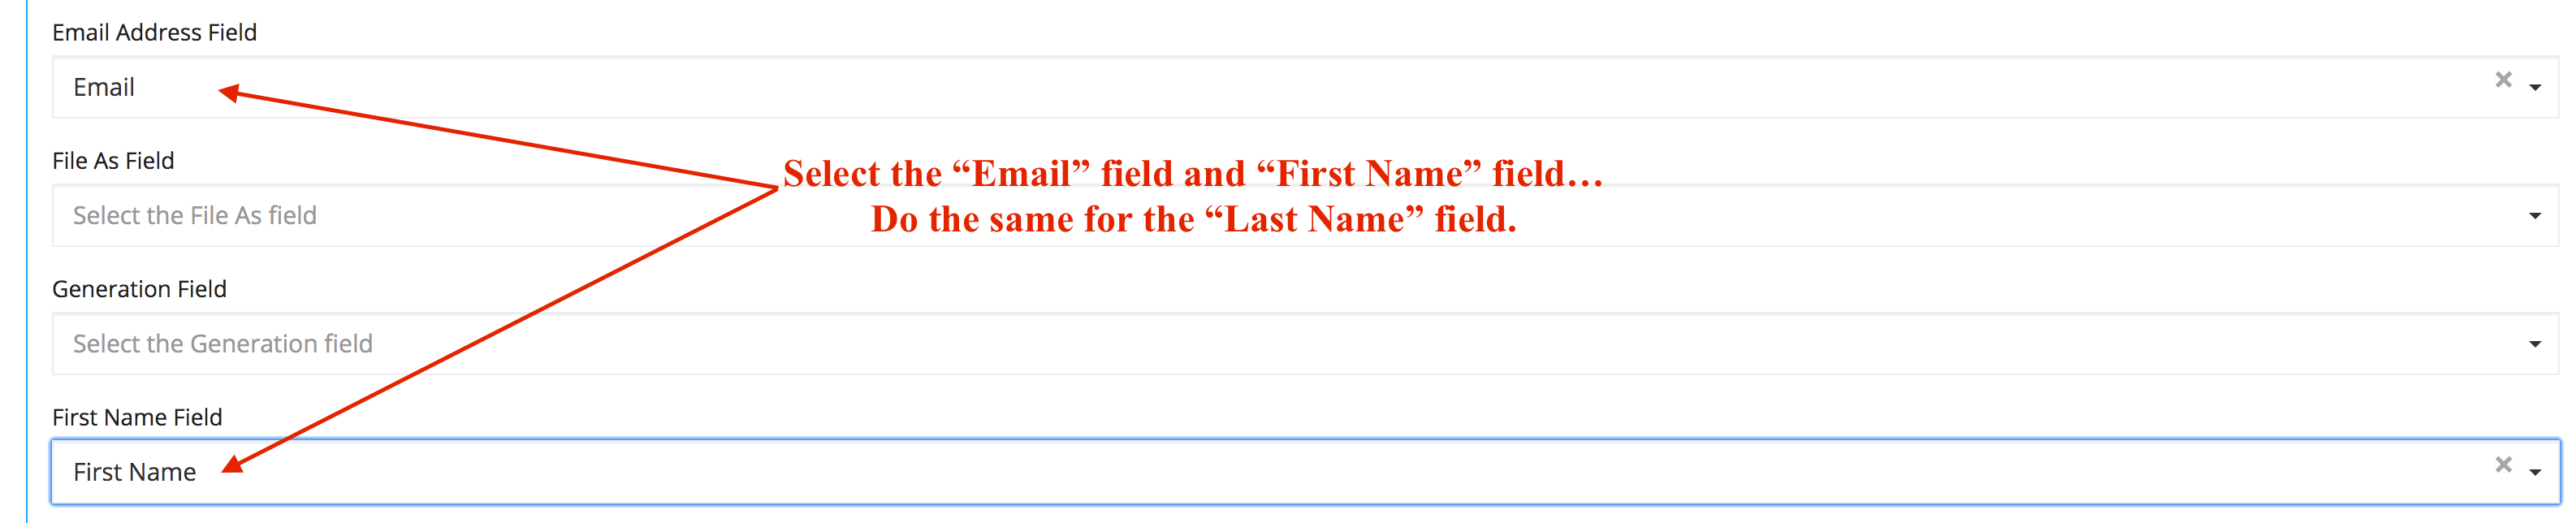 Email Address Field
Email
File As Field
Select the “Email” field and “First Name” field…
Select the File As field
Do the same for the “Last Name” field.
Generation Field
Select the Generation field
First Name Field
First Name